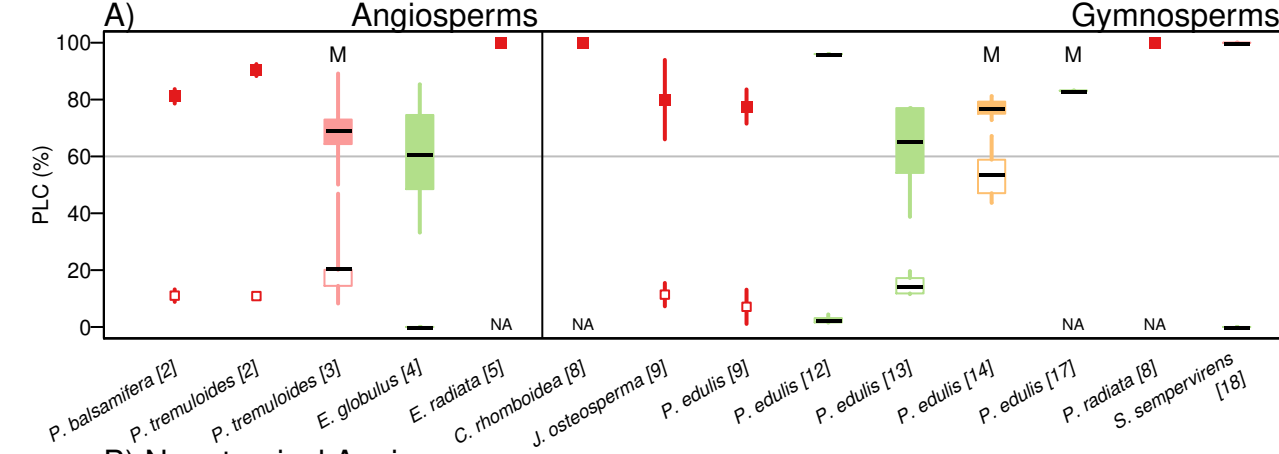 A) Angiosperms Gymnosperms
100
80
60
40
20
0
PLC (%)
M M M
NA NA NA NA
P. balsamifera [2]
P. tremuloides [2]
P. tremuloides [3]
E. globulus [4]
E. radiata [5]
C. rhomboidea [8]
J. osteosperma [9]
P. edulis [9]
P. edulis [12]
P. edulis [13]
P. edulis [14]
P. edulis [17]
P. radiata [8]
S. sempervirens
[18]